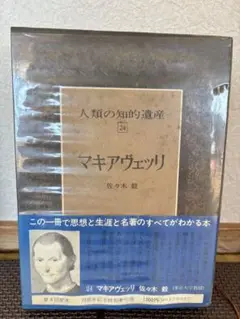 人類の知的遺産
24
マキアヴェッリ
佐々木 毅
この一冊で思想と生涯と名著のすべてがわかる本
24 マキアヴェッリ 佐々木 毅